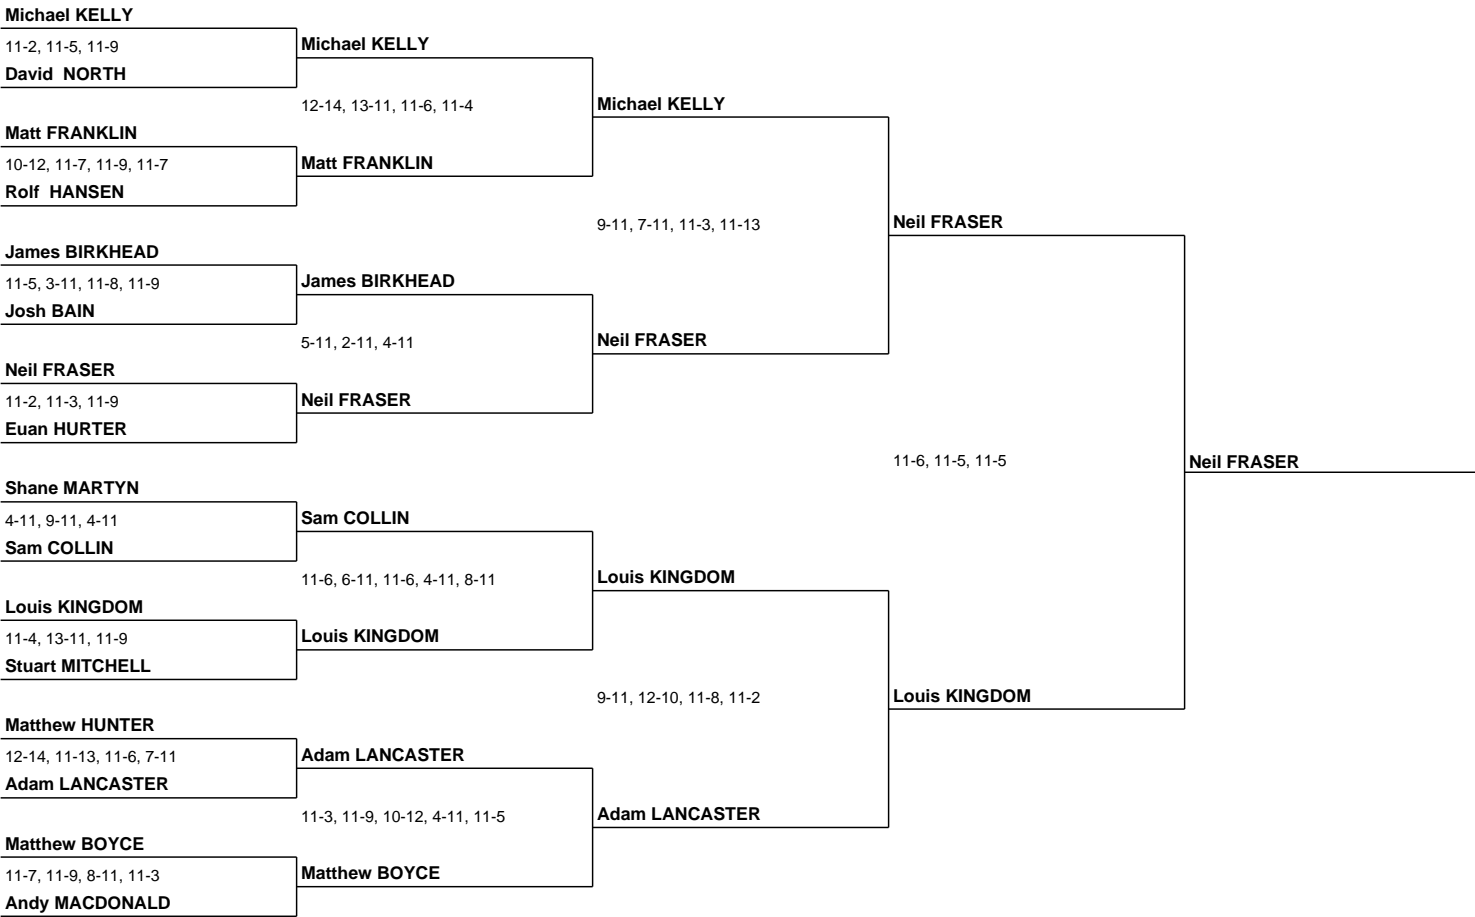 Michael KELLY
11-2, 11-5, 11-9
David  NORTH
Matt FRANKLIN
10-12, 11-7, 11-9, 11-7
Rolf  HANSEN
James BIRKHEAD
11-5, 3-11, 11-8, 11-9
Josh BAIN
Neil FRASER
11-2, 11-3, 11-9
Euan HURTER
Shane MARTYN
4-11, 9-11, 4-11
Sam COLLIN
Louis KINGDOM
11-4, 13-11, 11-9
Stuart MITCHELL
Matthew HUNTER
12-14, 11-13, 11-6, 7-11
Adam LANCASTER
Matthew BOYCE
11-7, 11-9, 8-11, 11-3
Andy MACDONALD
Michael KELLY
12-14, 13-11, 11-6, 11-4
Matt FRANKLIN
James BIRKHEAD
5-11, 2-11, 4-11
Neil FRASER
Sam COLLIN
11-6, 6-11, 11-6, 4-11, 8-11
Louis KINGDOM
Adam LANCASTER
11-3, 11-9, 10-12, 4-11, 11-5
Matthew BOYCE
Michael KELLY
9-11, 7-11, 11-3, 11-13
Neil FRASER
Louis KINGDOM
9-11, 12-10, 11-8, 11-2
Adam LANCASTER
Neil FRASER
11-6, 11-5, 11-5
Louis KINGDOM
Neil FRASER